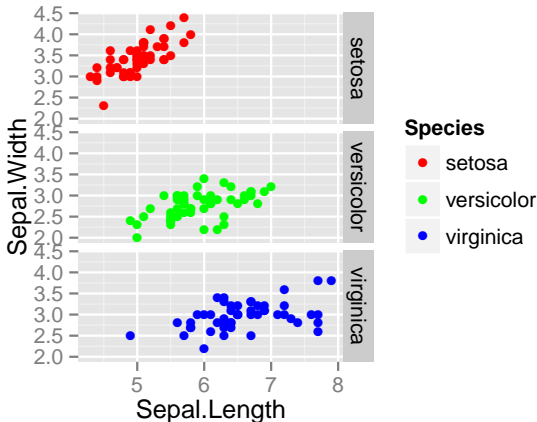 Sepal.Width
4.5
4.0
3.5
3.0
2.5
2.0
setosa
4.5
4.0
3.5
3.0
2.5
2.0
versicolor
4.5
4.0
3.5
3.0
2.5
2.0
virginica
5 6 7 8
Sepal.Length
Species
setosa
versicolor
virginica